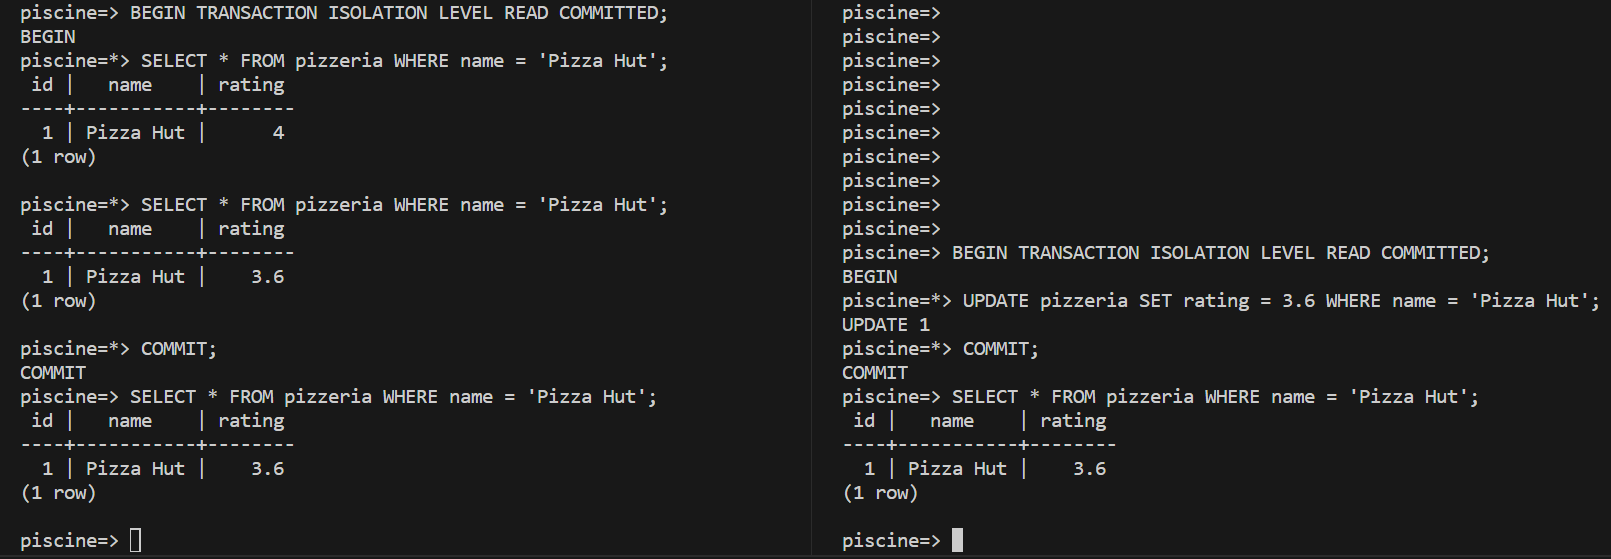 piscine=> BEGIN TRANSACTION ISOLATION LEVEL READ COMMITTED;
BEGIN
piscine=*> SELECT * FROM pizzeria WHERE name = 'Pizza Hut';
 id |   name    | rating
----+-----------+--------
  1 | Pizza Hut |      4
(1 row)

piscine=*> SELECT * FROM pizzeria WHERE name = 'Pizza Hut';
 id |   name    | rating
----+-----------+--------
  1 | Pizza Hut |    3.6
(1 row)

piscine=*> COMMIT;
COMMIT
piscine=> SELECT * FROM pizzeria WHERE name = 'Pizza Hut';
 id |   name    | rating
----+-----------+--------
  1 | Pizza Hut |    3.6
(1 row)

piscine=>
piscine=>
piscine=>
piscine=>
piscine=>
piscine=>
piscine=>
piscine=>
piscine=>
piscine=>
piscine=>
piscine=> BEGIN TRANSACTION ISOLATION LEVEL READ COMMITTED;
BEGIN
piscine=*> UPDATE pizzeria SET rating = 3.6 WHERE name = 'Pizza Hut';
UPDATE 1
piscine=*> COMMIT;
COMMIT
piscine=> SELECT * FROM pizzeria WHERE name = 'Pizza Hut';
 id |   name    | rating
----+-----------+--------
  1 | Pizza Hut |    3.6
(1 row)

piscine=>